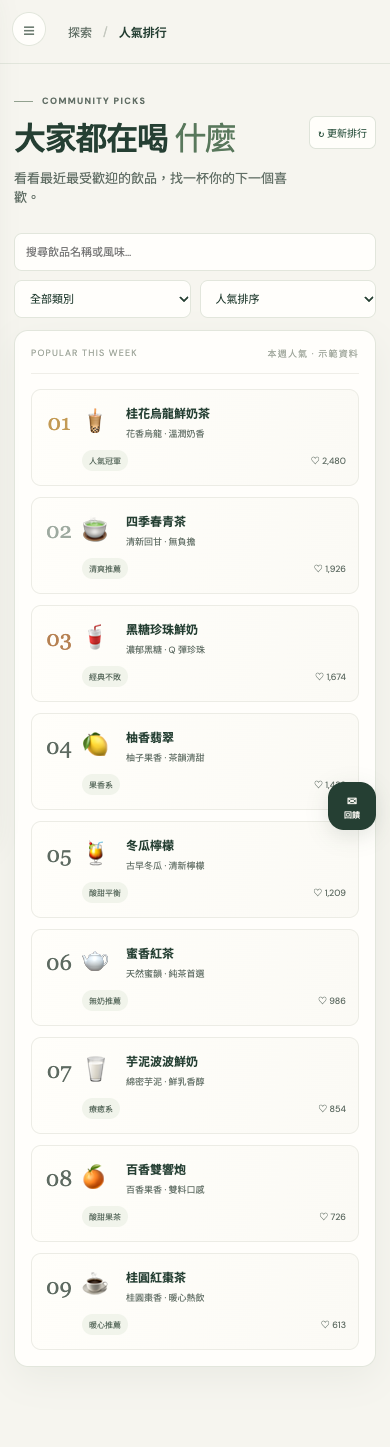 探索 / 人氣排行
COMMUNITY PICKS
大家都在喝 什麼
↻ 更新排行
看看最近最受歡迎的飲品，找一杯你的下一個喜
歡。
搜尋飲品名稱或風味…
全部類別
人氣排序
POPULAR THIS WEEK
本週人氣 · 示範資料
01
桂花烏龍鮮奶茶
花香烏龍 · 溫潤奶香
人氣冠軍
♡ 2,480
02
四季春青茶
清新回甘 · 無負擔
清爽推薦
♡ 1,926
03
黑糖珍珠鮮奶
濃郁黑糖 · Q 彈珍珠
經典不敗
♡ 1,674
04
柚香翡翠
柚子果香 · 茶韻清甜
果香系
回饋
05
冬瓜檸檬
古早冬瓜 · 清新檸檬
酸甜平衡
♡ 1,209
06
蜜香紅茶
天然蜜韻 · 純茶首選
無奶推薦
♡ 986
07
芋泥波波鮮奶
綿密芋泥 · 鮮乳香醇
療癒系
♡ 854
08
百香雙響炮
百香果香 · 雙料口感
酸甜果茶
♡ 726
09
桂圓紅棗茶
桂圓棗香 · 暖心熱飲
暖心推薦
♡ 613